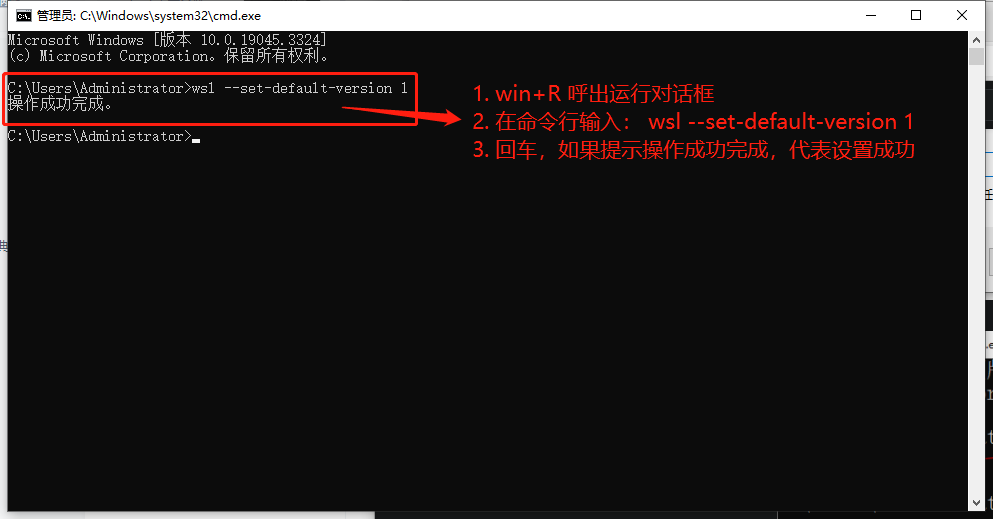 管理员: C:\Windows\system32\cmd.exe
Microsoft Windows [版本 10.0.19045.3324]
(c) Microsoft Corporation。保留所有权利。
C:\Users\Administrator>wsl --set-default-version 1
操作成功完成。
C:\Users\Administrator>
1. win+R 呼出运行对话框
2. 在命令行输入： wsl --set-default-version 1
3. 回车，如果提示操作成功完成，代表设置成功